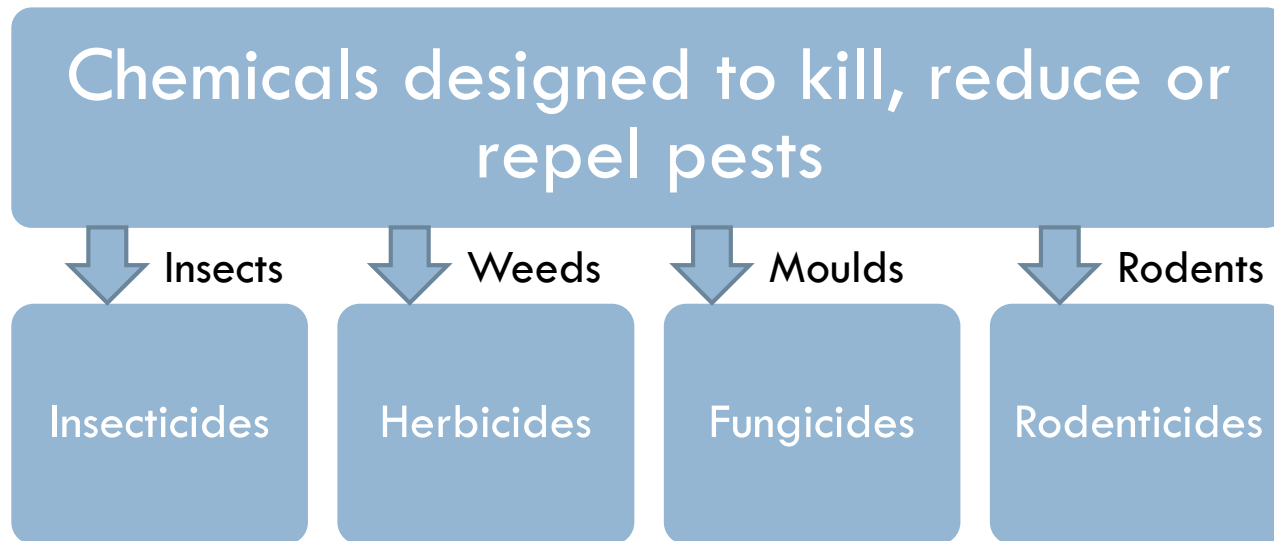 Chemicals designed to kill, reduce or
repel pests
Insects
Weeds
Moulds
Rodents
Insecticides
Herbicides
Fungicides
Rodenticides